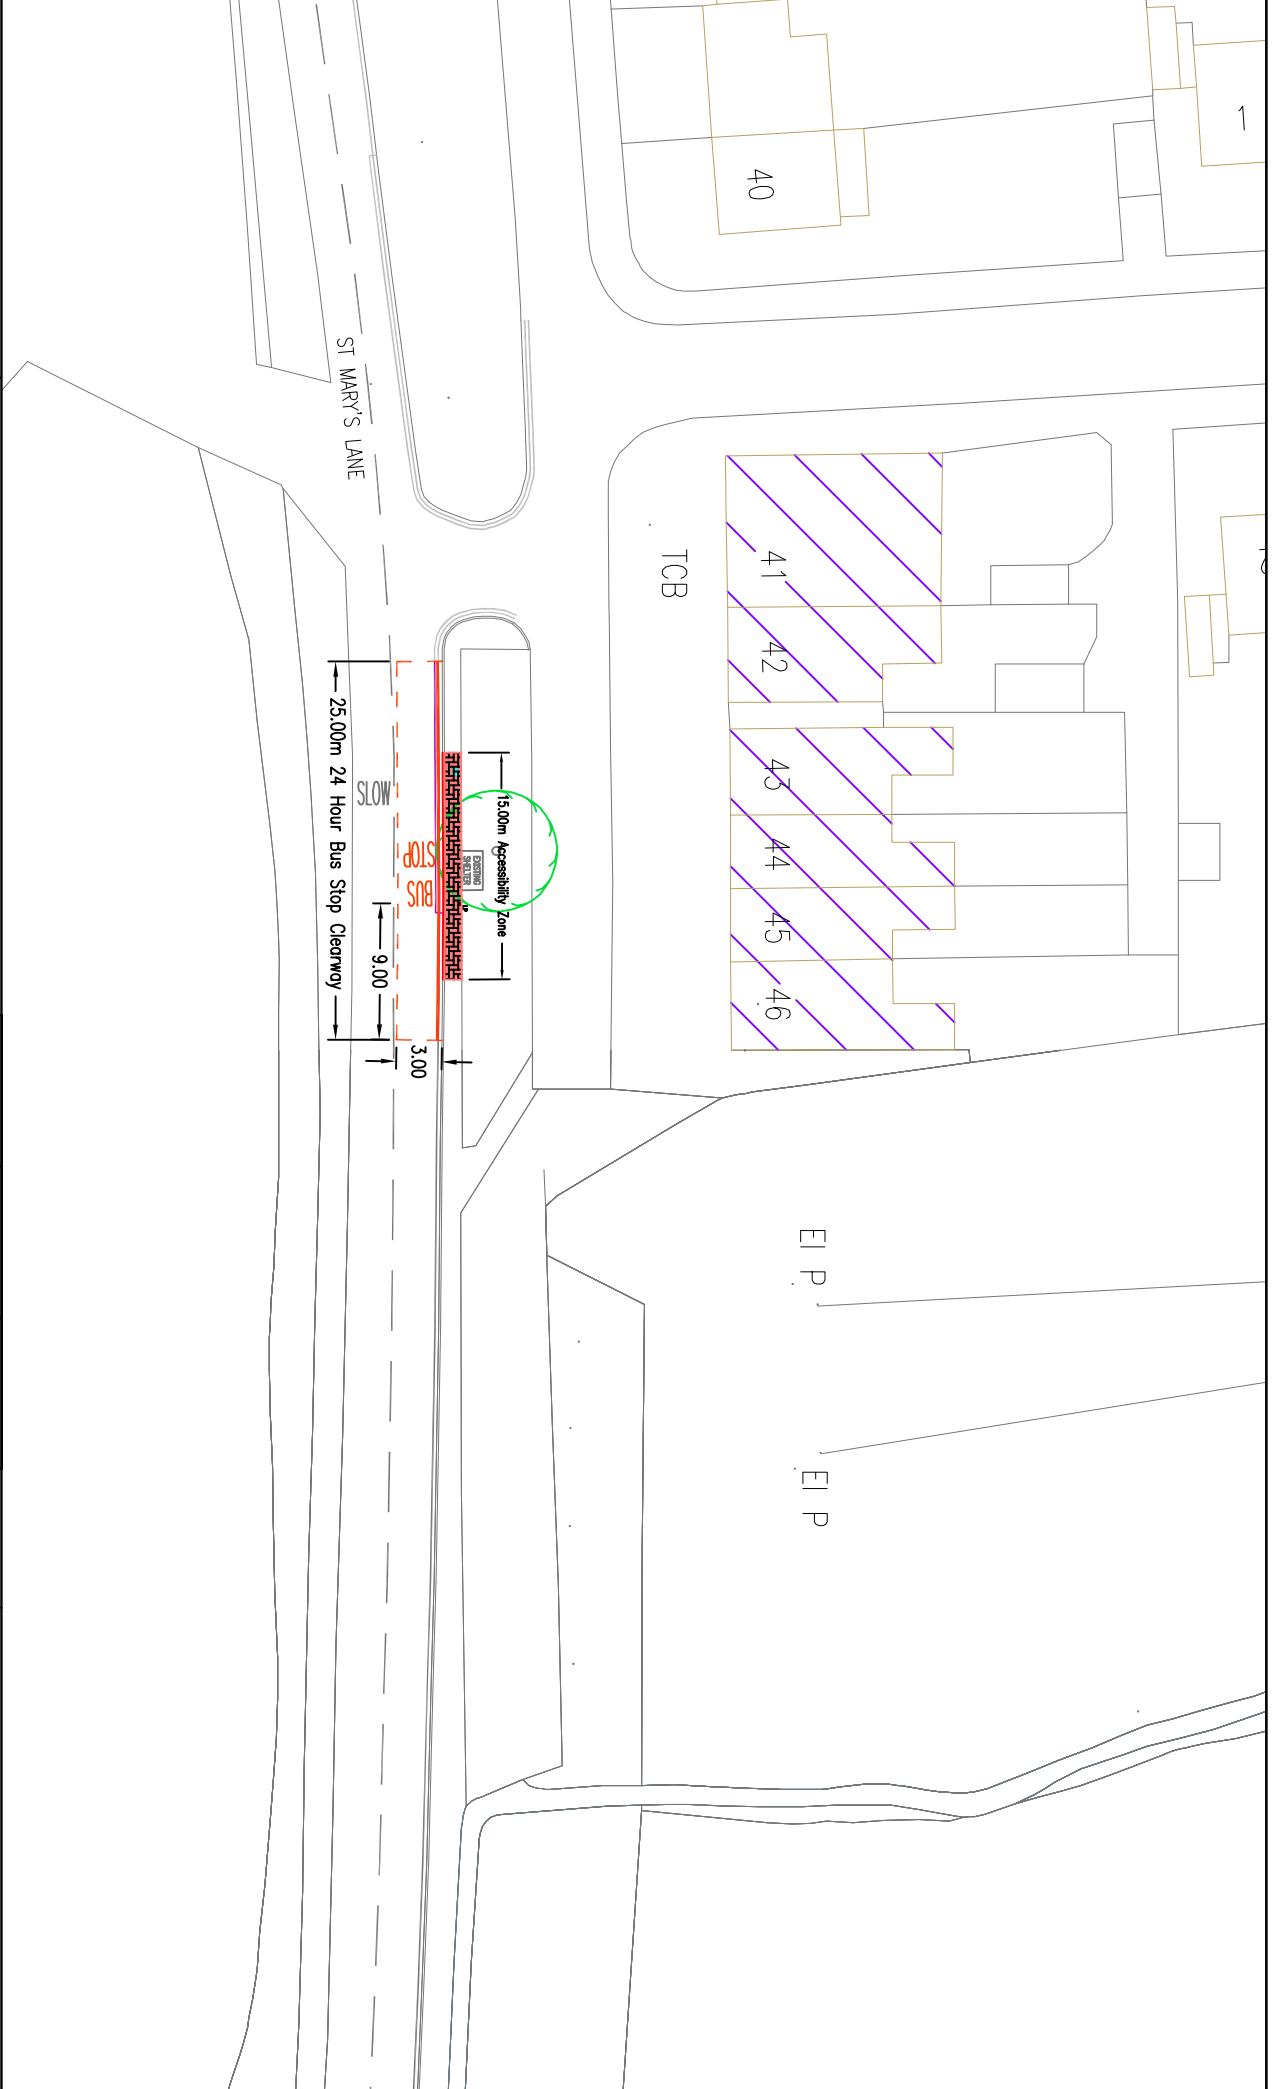 1
40
ST MARY'S LANE
TCB
41
42
43
44
45
46
15.00m Accessibility Zone
EXISTING
SHELTER
SLOW
BUS
STOP
25.00m 24 Hour Bus Stop Clearway
9.00
3.00
El P
El P